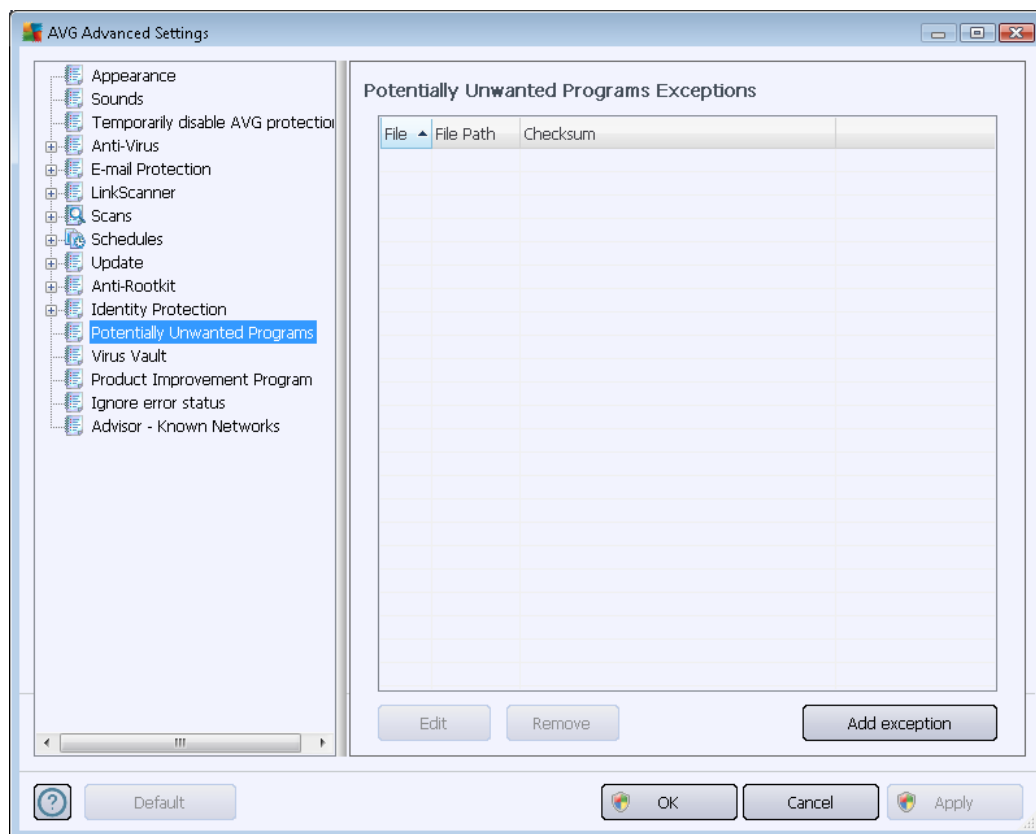 AVG Advanced Settings
Appearance
Sounds
Temporarily disable AVG protection
Anti-Virus
E-mail Protection
LinkScanner
Scans
Schedules
Update
Anti-Rootkit
Identity Protection
Potentially Unwanted Programs
Virus Vault
Product Improvement Program
Ignore error status
Advisor - Known Networks
Potentially Unwanted Programs Exceptions
File File Path Checksum
Edit Remove Add exception
? Default OK Cancel Apply